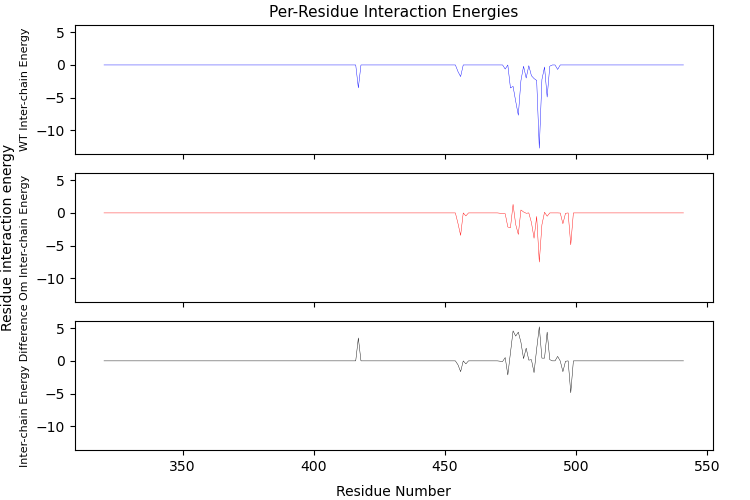 Per-Residue Interaction Energies
Residue interaction energy
WT Inter-chain Energy
5
0
−5
−10
Om Inter-chain Energy
5
0
−5
−10
Inter-chain Energy Difference
5
0
−5
−10
350
400
450
500
550
Residue Number